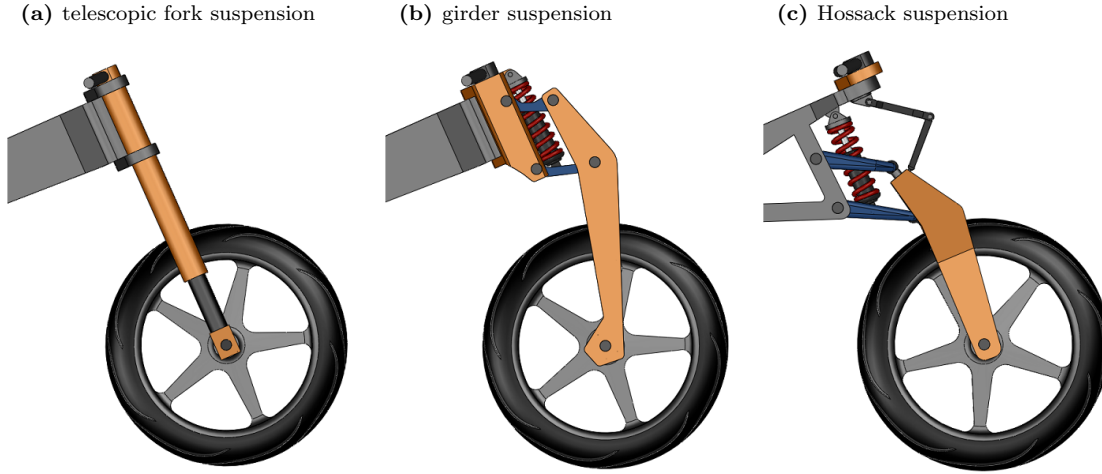 (a) telescopic fork suspension
(b) girder suspension
(c) Hossack suspension